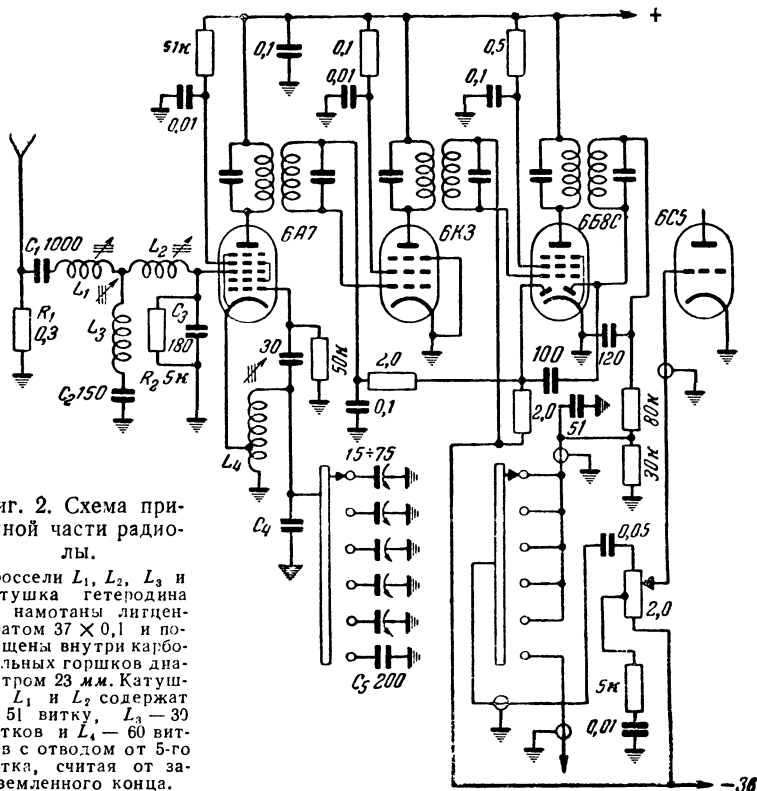 +
51к
0,1
0,1
0,5
0,01
0,01
0,1
6А7
6К3
6Б8С
6С5
C₁ 1000
L₂
L₁
R₁
0,3
L₃
C₃
180
R₂ 5к
C₂ 150
30
50к
2,0
0,1
100
120
2,0
51
80к
30к
L₄
C₄
15÷75
C₅ 200
0,05
2,0
5к
0,01
— 3в
иг. 2. Схема при-
ной части радио-
лы.
россели L₁, L₂, L₃ и
тушка гетеродина
намотаны лигцен-
ратом 37 × 0,1 и по-
щены внутри карбо-
льных горшков диа-
тром 23 мм. Катуш-
L₁ и L₂ содержат
51 витку, L₃ — 39
тков и L₄ — 60 вит-
в с отводом от 5-го
тка, считая от за-
земленного конца.